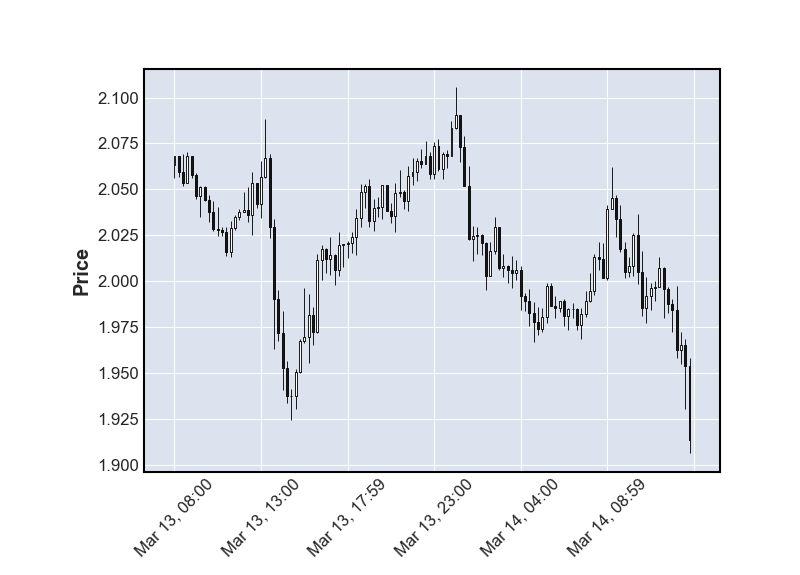 2.100
2.075
2.050
2.025
2.000
1.975
1.950
1.925
1.900
Price
Mar 13, 08:00
Mar 13, 13:00
Mar 13, 17:59
Mar 13, 23:00
Mar 14, 04:00
Mar 14, 08:59